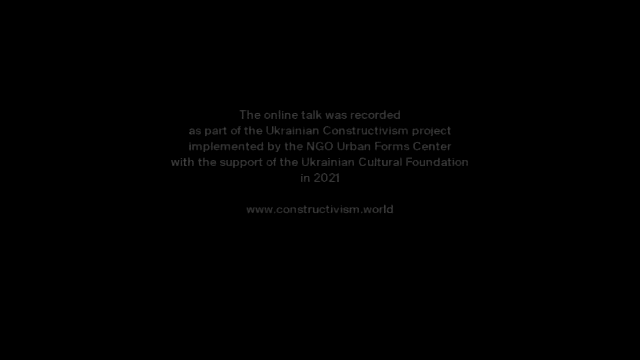 The online talk was recorded
as part of the Ukrainian Constructivism project
implemented by the NGO Urban Forms Center
with the support of the Ukrainian Cultural Foundation
in 2021
www.constructivism.world